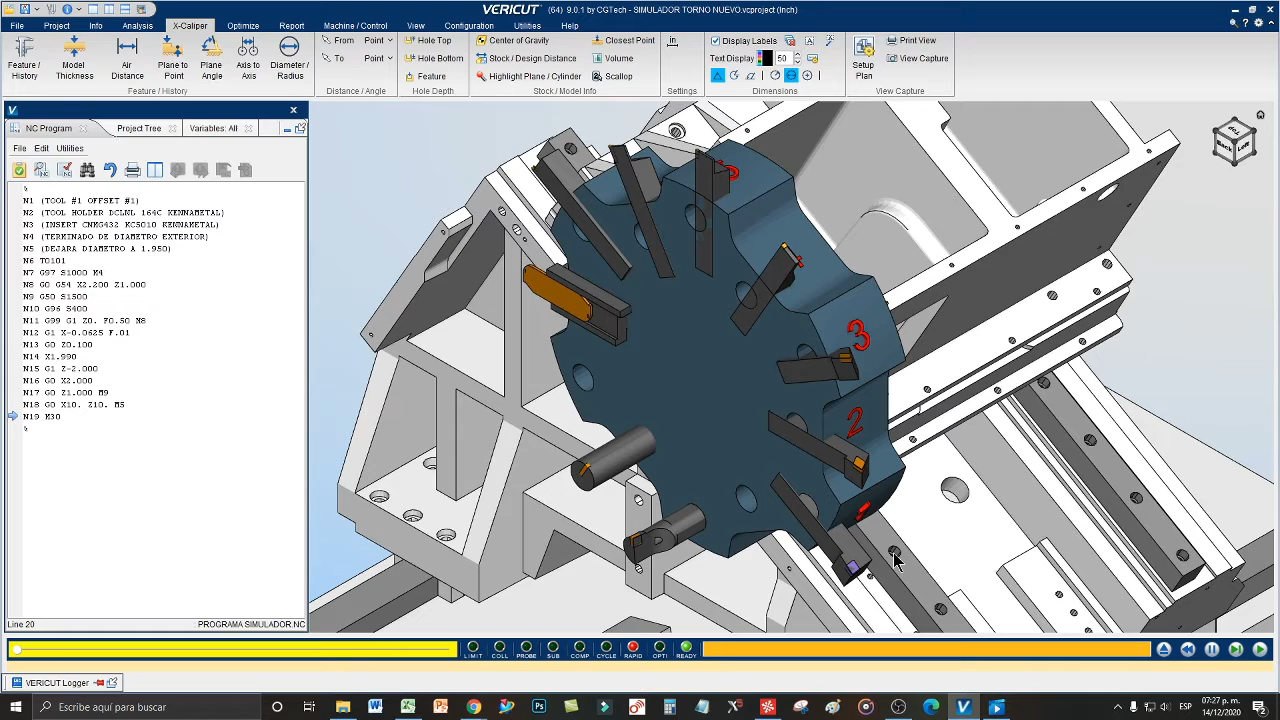 VERICUT
(64) 9.0.1 by CGTech - SIMULADOR TORNO NUEVO.vcproject (Inch)
File Project Info Analysis X-Caliper Optimize Report Machine / Control View Configuration Utilities Help
Feature / History
Model Thickness
Air Distance
Plane to Point
Plane Angle
Axis to Axis
Diameter / Radius
Feature / History
From Point
To Point
Distance/ Angle
Hole Top
Hole Bottom
Feature
Hole Depth
Center of Gravity
Stock / Design Distance
Highlight Plane / Cylinder
Closest Point
Volume
Scallop
Stock / Model Info
in
Settings
Display Labels
Text Display 50
Dimensions
Setup Plan
Print View
View Capture
View Capture
NC Program Project Tree Variables: All
File Edit Utilities
%
N1 (TOOL #1 OFFSET #1)
N2 (TOOL HOLDER DCLNL 164C KENNAMETAL)
N3 (INSERT CNMG432 KC5010 KENNAMETAL)
N4 (TERMINADO DE DIAMETRO EXTERIOR)
N5 (DEJARA DIAMETRO A 1.950)
N6 T0101
N7 G97 S1000 M4
N8 G0 G54 X2.200 Z1.000
N9 G50 S1500
N10 G96 S400
N11 G99 G1 Z0. F0.50 M8
N12 G1 X-0.0625 F.01
N13 G0 Z0.100
N14 X1.990
N15 G1 Z-2.000
N16 G0 X2.000
N17 G0 Z1.000 M9
N18 G0 X10. Z10. M5
N19 M30
%
Line 20 : PROGRAMA SIMULADOR.NC
3
2
BACK
LEFT
LIMIT COLL PROBE SUB COMP CYCLE RAPID OPTI READY
VERICUT Logger
Escribe aquí para buscar
ESP
07:27 p. m.
14/12/2020